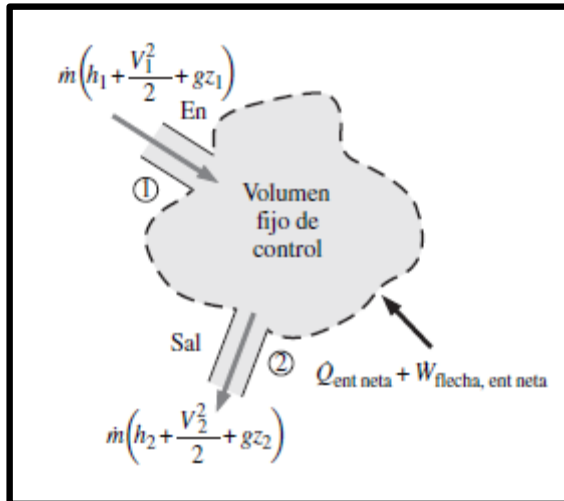 ṁ(h₁ + V₁²/2 + gz₁)
En
①
Volumen
fijo de
control
Sal
②
Q̇ent neta + Ẇflecha, ent neta
ṁ(h₂ + V₂²/2 + gz₂)